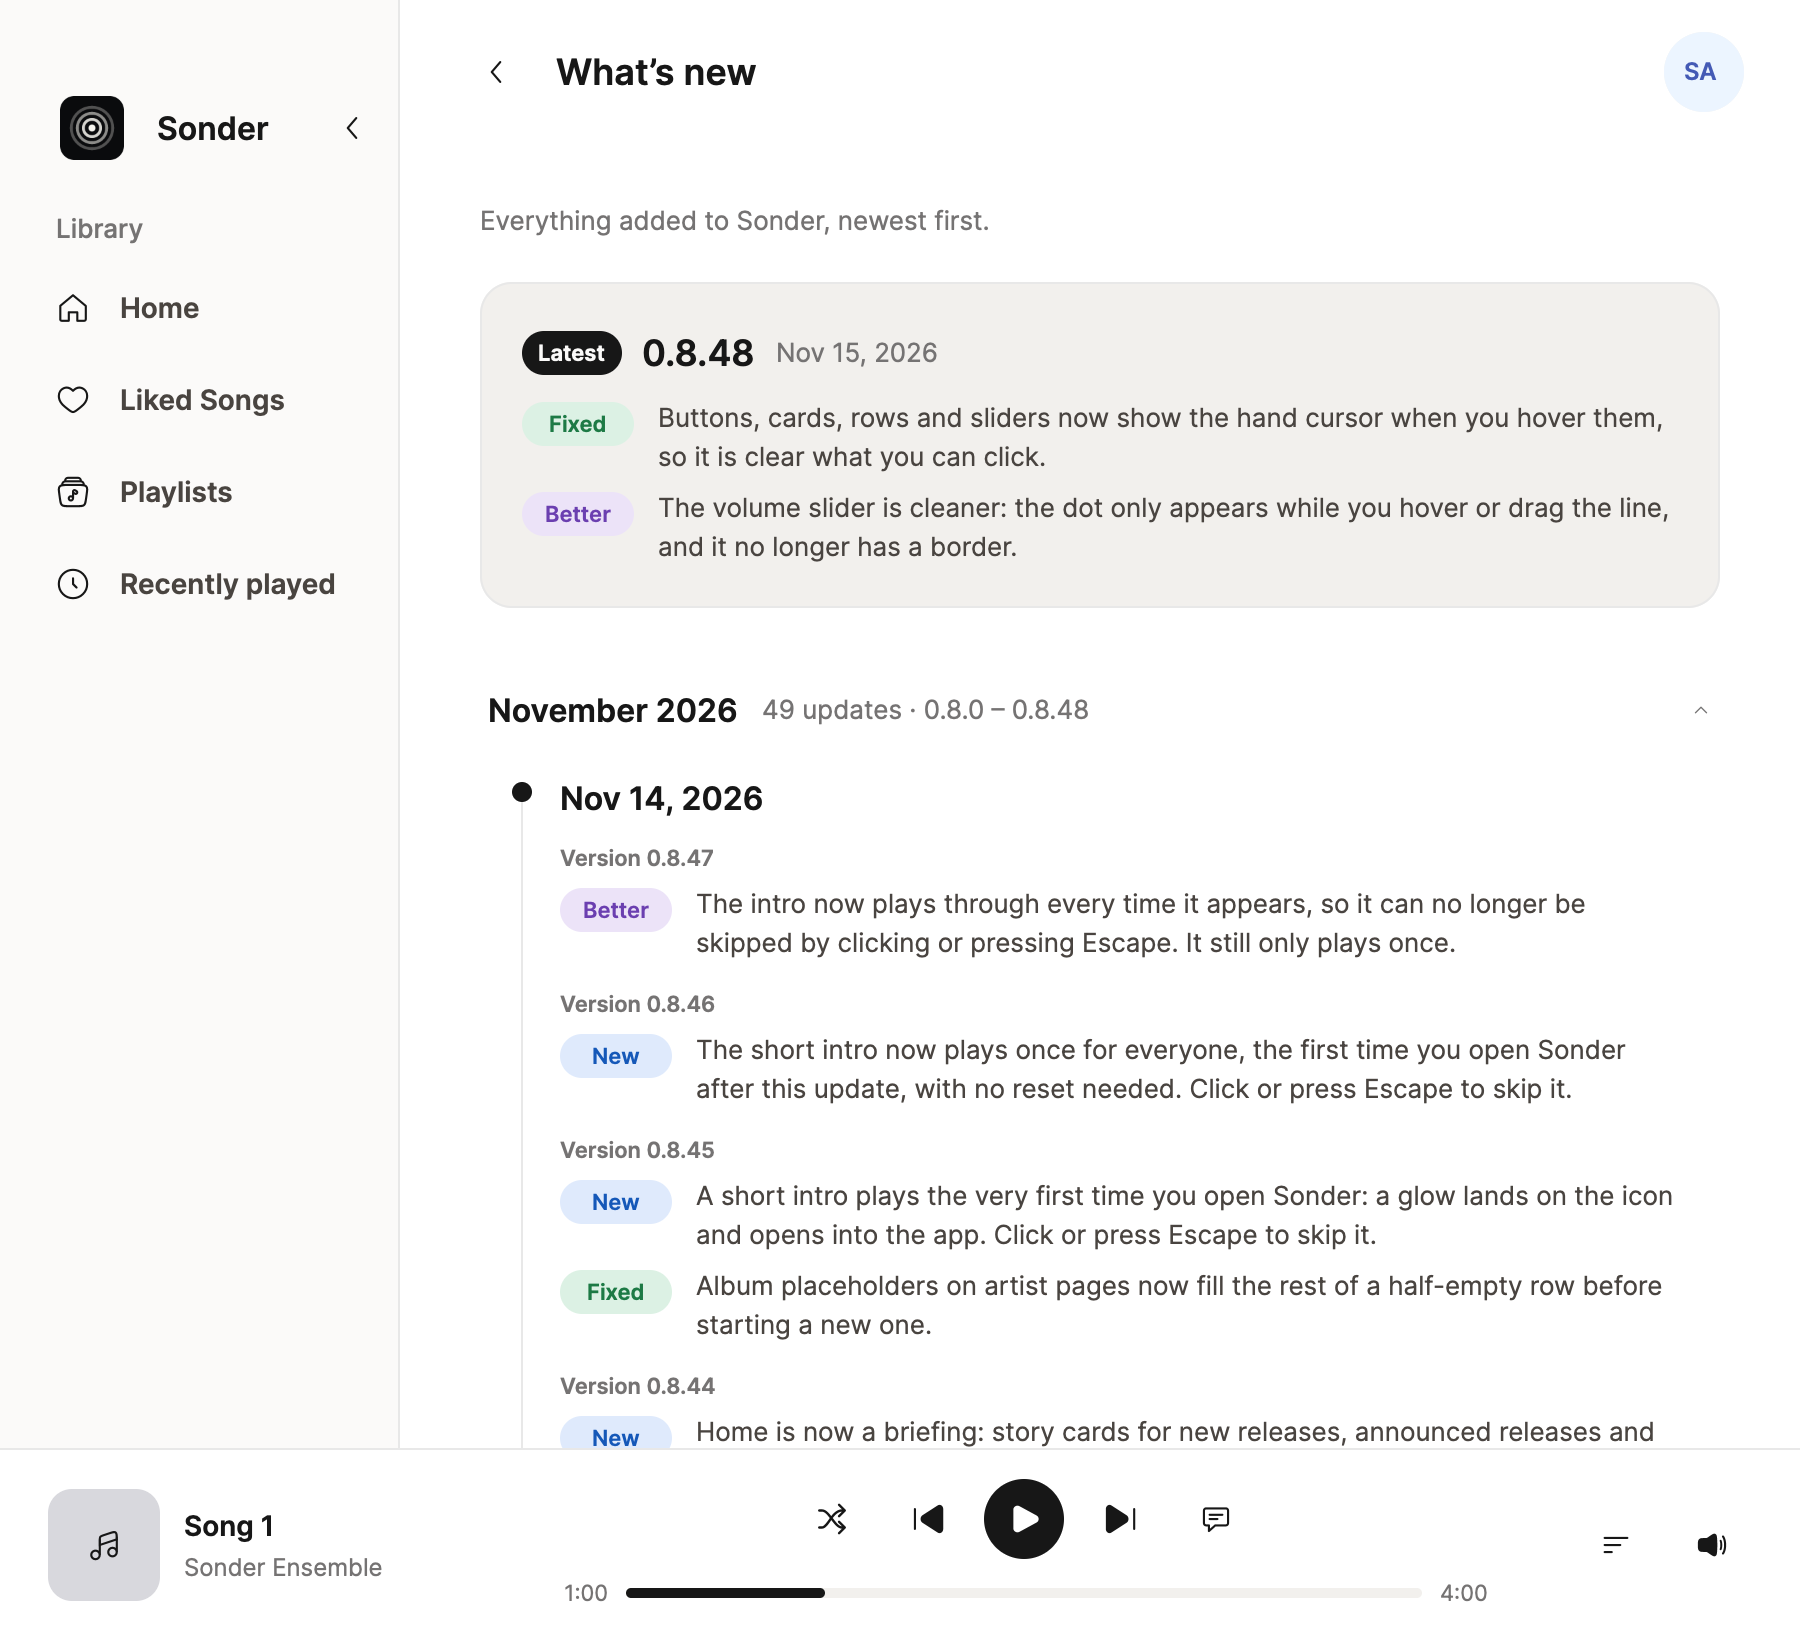 Sonder
Library
Home
Liked Songs
Playlists
Recently played
What’s new
SA
Everything added to Sonder, newest first.
Latest 0.8.48 Nov 15, 2026
Fixed Buttons, cards, rows and sliders now show the hand cursor when you hover them,
so it is clear what you can click.
Better The volume slider is cleaner: the dot only appears while you hover or drag the line,
and it no longer has a border.
November 2026 49 updates · 0.8.0 – 0.8.48
Nov 14, 2026
Version 0.8.47
Better The intro now plays through every time it appears, so it can no longer be
skipped by clicking or pressing Escape. It still only plays once.
Version 0.8.46
New The short intro now plays once for everyone, the first time you open Sonder
after this update, with no reset needed. Click or press Escape to skip it.
Version 0.8.45
New A short intro plays the very first time you open Sonder: a glow lands on the icon
and opens into the app. Click or press Escape to skip it.
Fixed Album placeholders on artist pages now fill the rest of a half-empty row before
starting a new one.
Version 0.8.44
New Home is now a briefing: story cards for new releases, announced releases and
Song 1
Sonder Ensemble
1:00 4:00